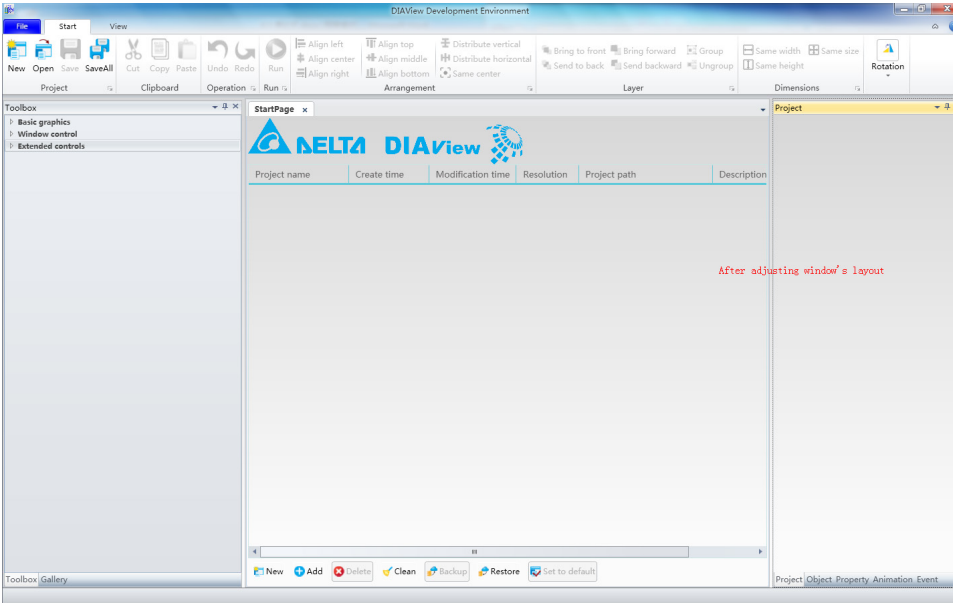 DIAView Development Environment
File Start View
New Open Save SaveAll
Cut Copy Paste
Undo Redo
Run
Align left
Align center
Align right
Align top
Align middle
Align bottom
Distribute vertical
Distribute horizontal
Same center
Bring to front Bring forward Group
Send to back Send backward Ungroup
Same width Same size
Same height
Rotation
Project Clipboard Operation Run Arrangement Layer Dimensions
Toolbox
Basic graphics
Window control
Extended controls
StartPage
DELTA DIAView
Project name Create time Modification time Resolution Project path Description
Project
After adjusting window's layout
New Add Delete Clean Backup Restore Set to default
Toolbox Gallery
Project Object Property Animation Event